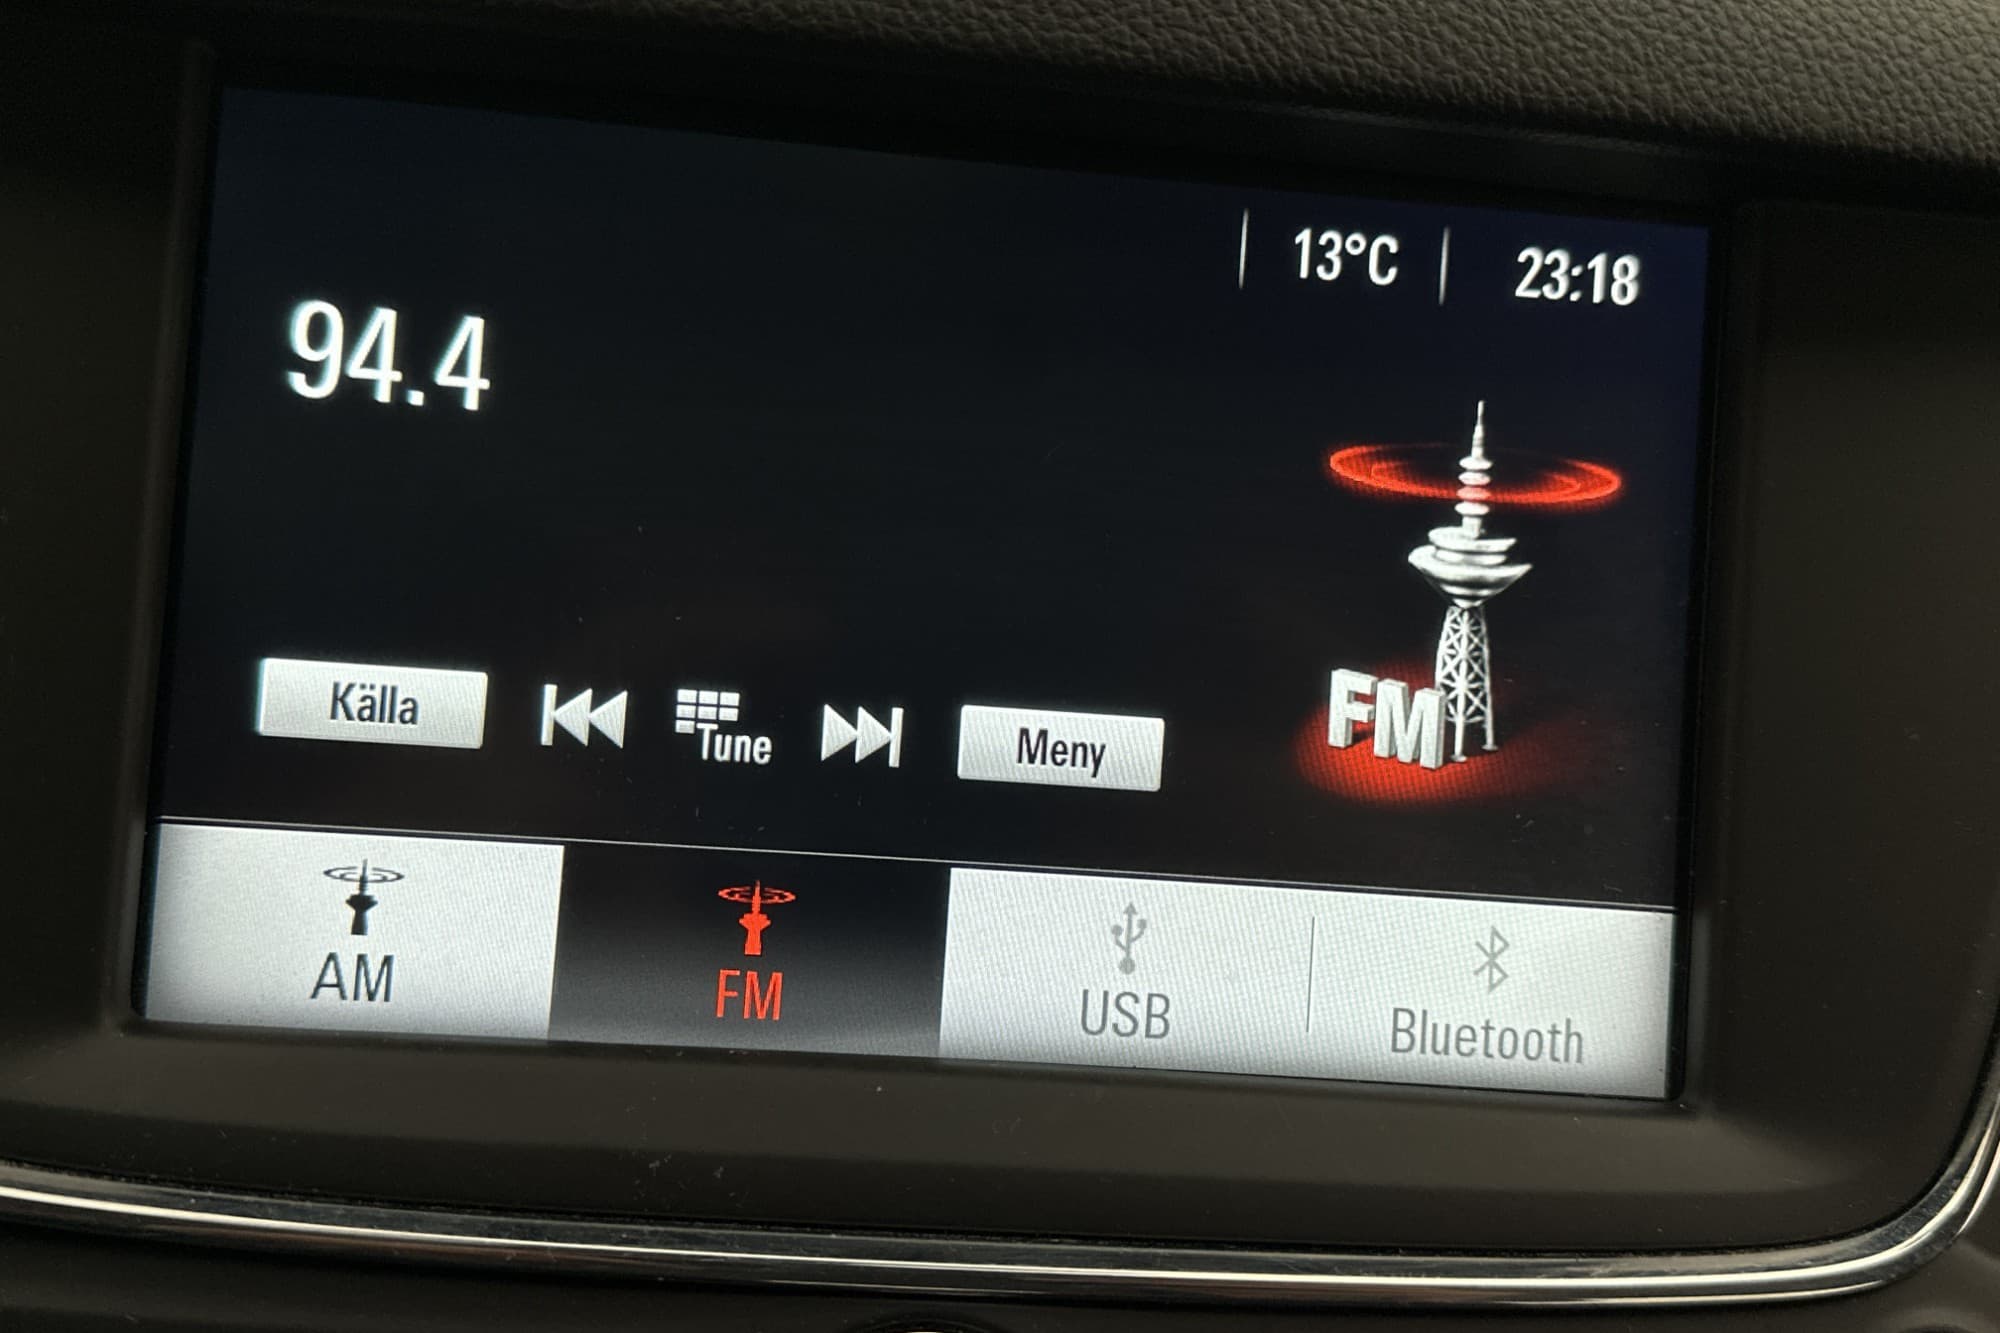 13°C 23:18
94.4
Källa Tune Meny
FM
AM FM USB Bluetooth